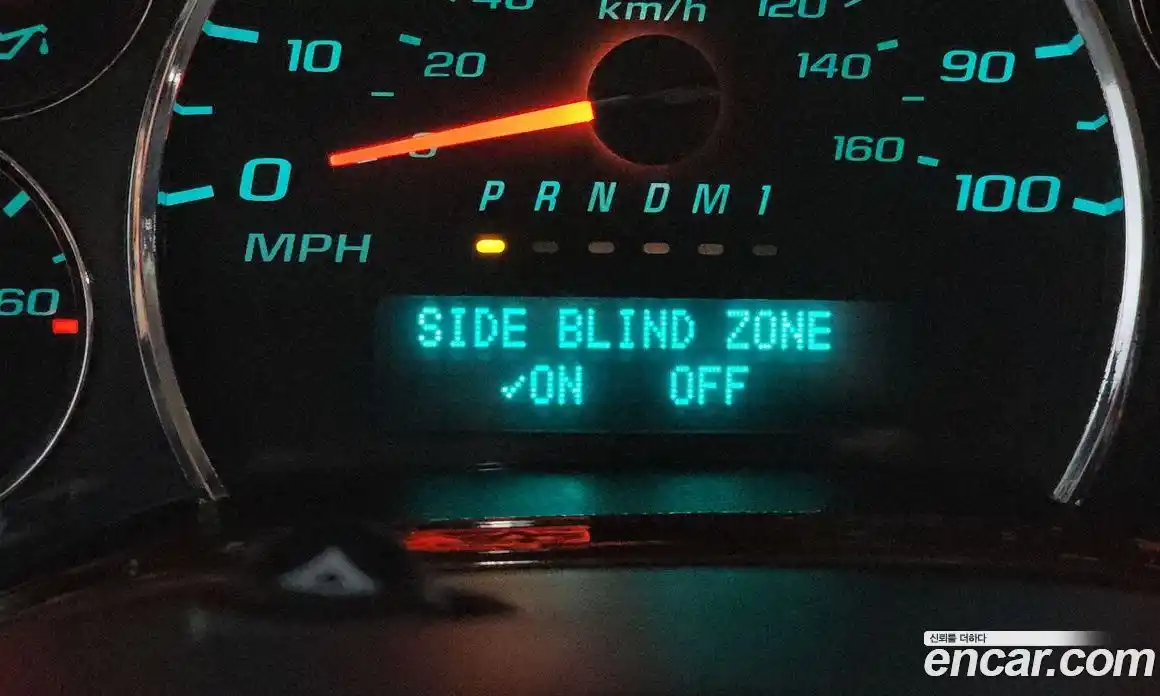 km/h
120
10
20
140
90
0
160
100
P R N D M 1
MPH
60
SIDE BLIND ZONE
✓ON OFF
신뢰를 더하다
encar.com